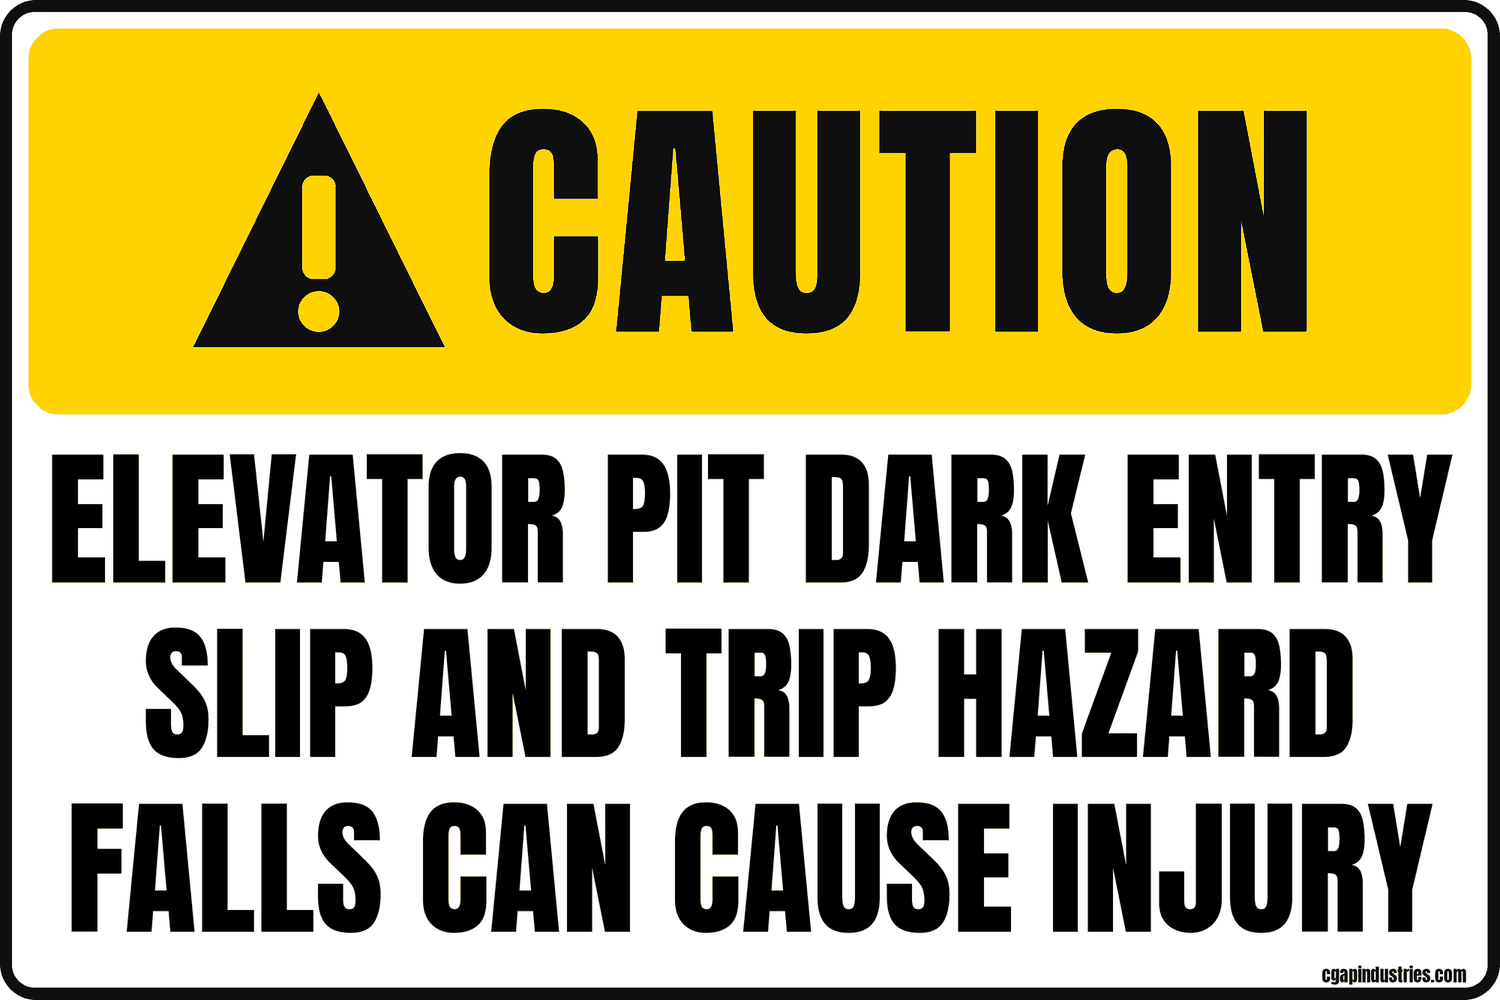 CAUTION
ELEVATOR PIT DARK ENTRY
SLIP AND TRIP HAZARD
FALLS CAN CAUSE INJURY
cgapindustries.com